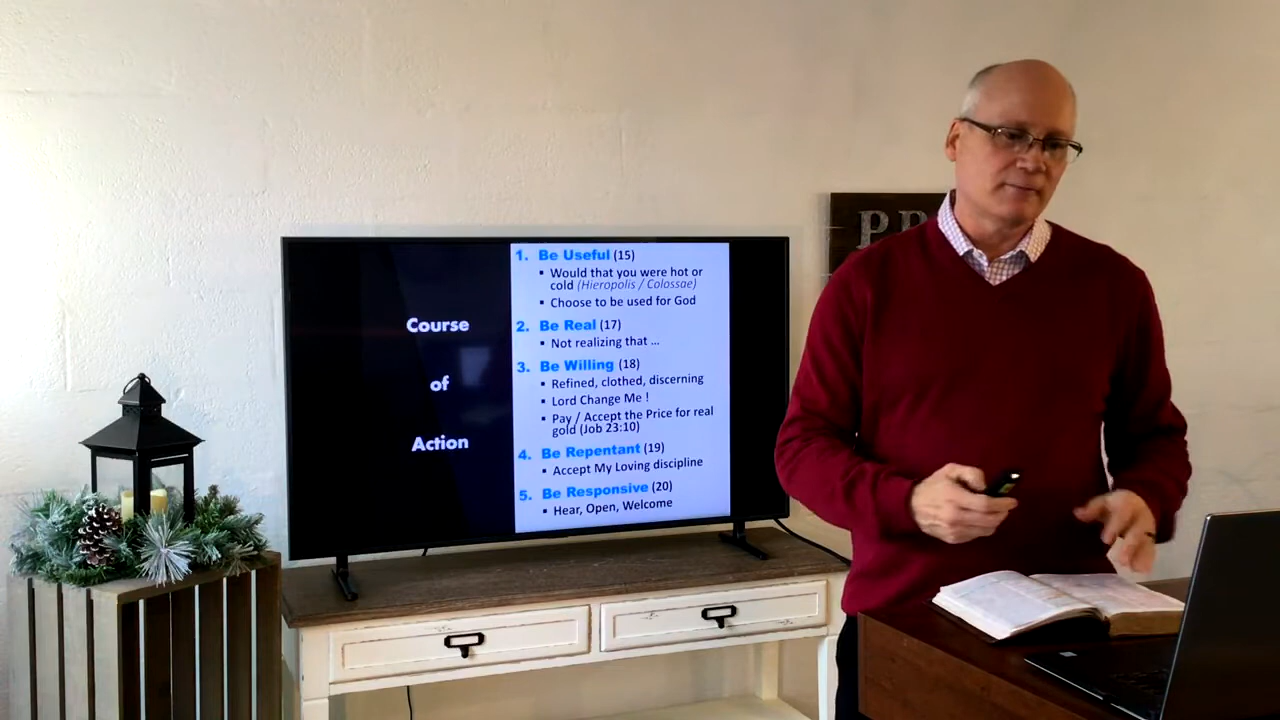 Course
of
Action
1. Be Useful (15)
▪ Would that you were hot or
cold (Hieropolis / Colossae)
▪ Choose to be used for God
2. Be Real (17)
▪ Not realizing that ...
3. Be Willing (18)
▪ Refined, clothed, discerning
▪ Lord Change Me !
▪ Pay / Accept the Price for real
gold (Job 23:10)
4. Be Repentant (19)
▪ Accept My Loving discipline
5. Be Responsive (20)
▪ Hear, Open, Welcome